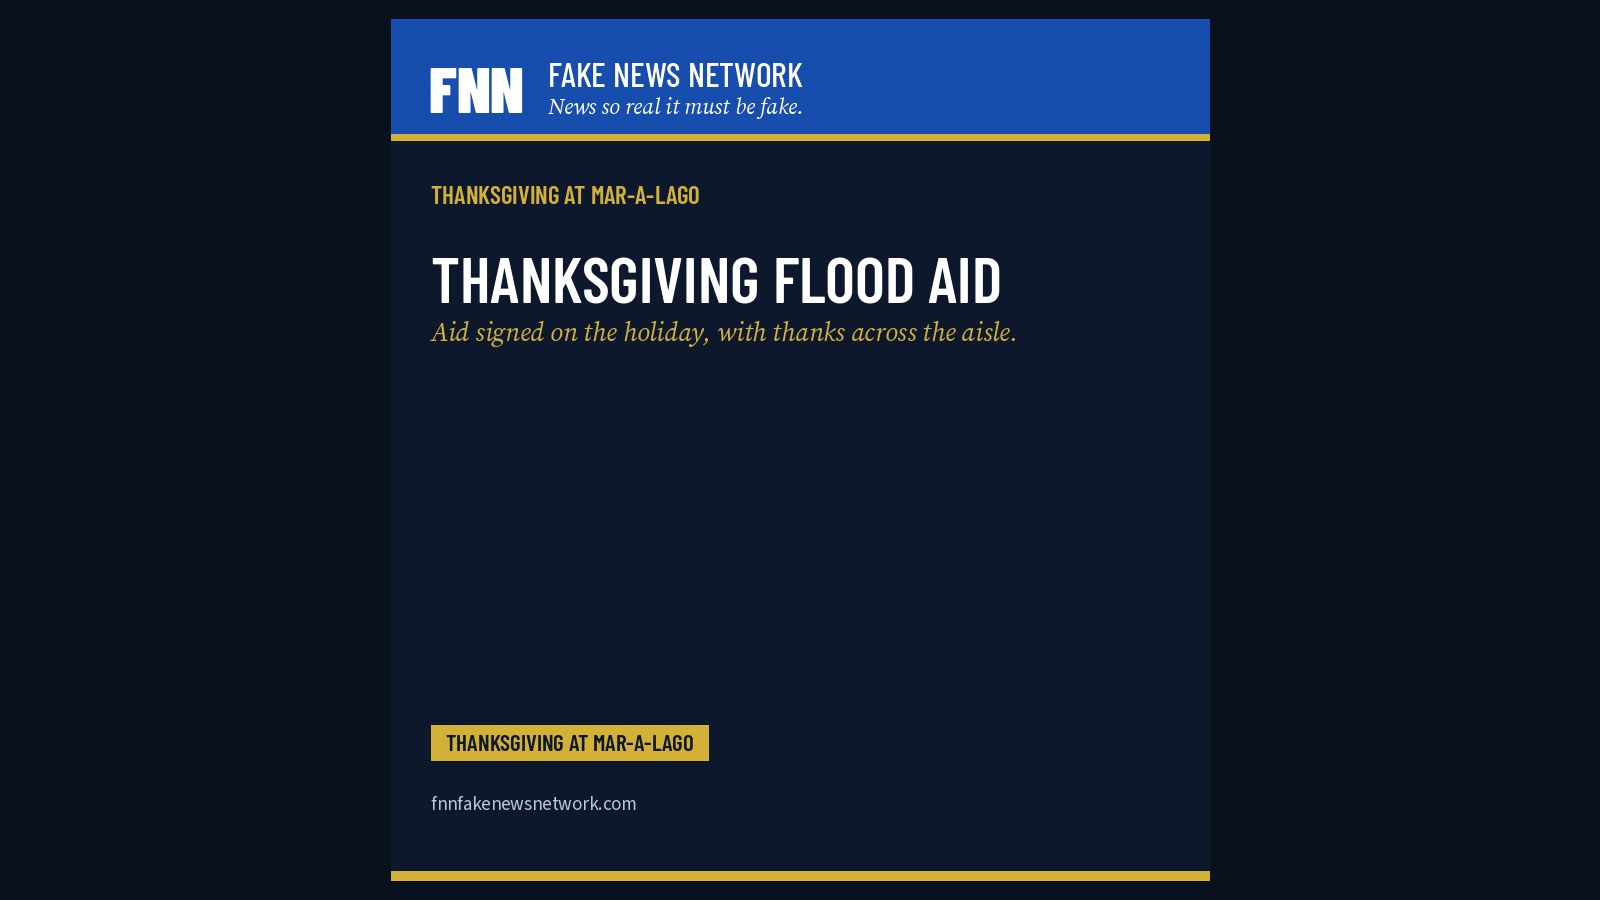 FNN
FAKE NEWS NETWORK
News so real it must be fake.
THANKSGIVING AT MAR-A-LAGO
THANKSGIVING FLOOD AID
Aid signed on the holiday, with thanks across the aisle.
THANKSGIVING AT MAR-A-LAGO
fnnfakenewsnetwork.com